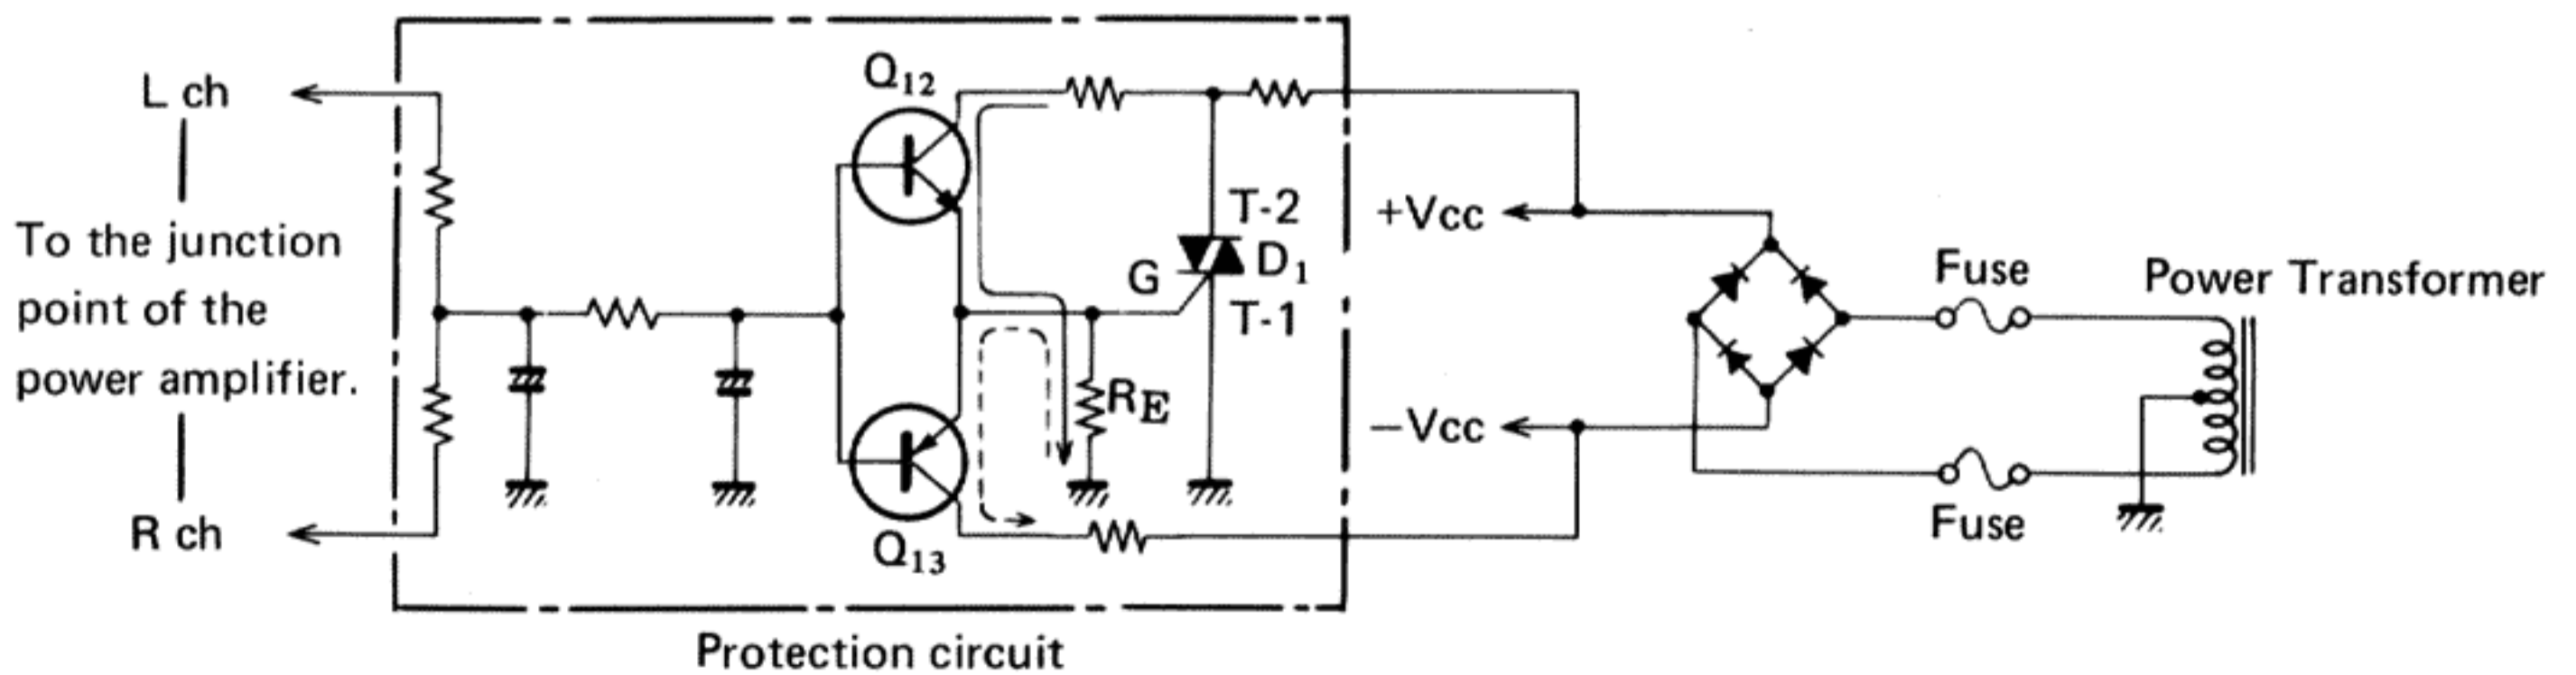 L ch
To the junction
point of the
power amplifier.
R ch
Q12
Q13
G
T-2
D1
T-1
RE
+Vcc
−Vcc
Fuse
Fuse
Power Transformer
Protection circuit